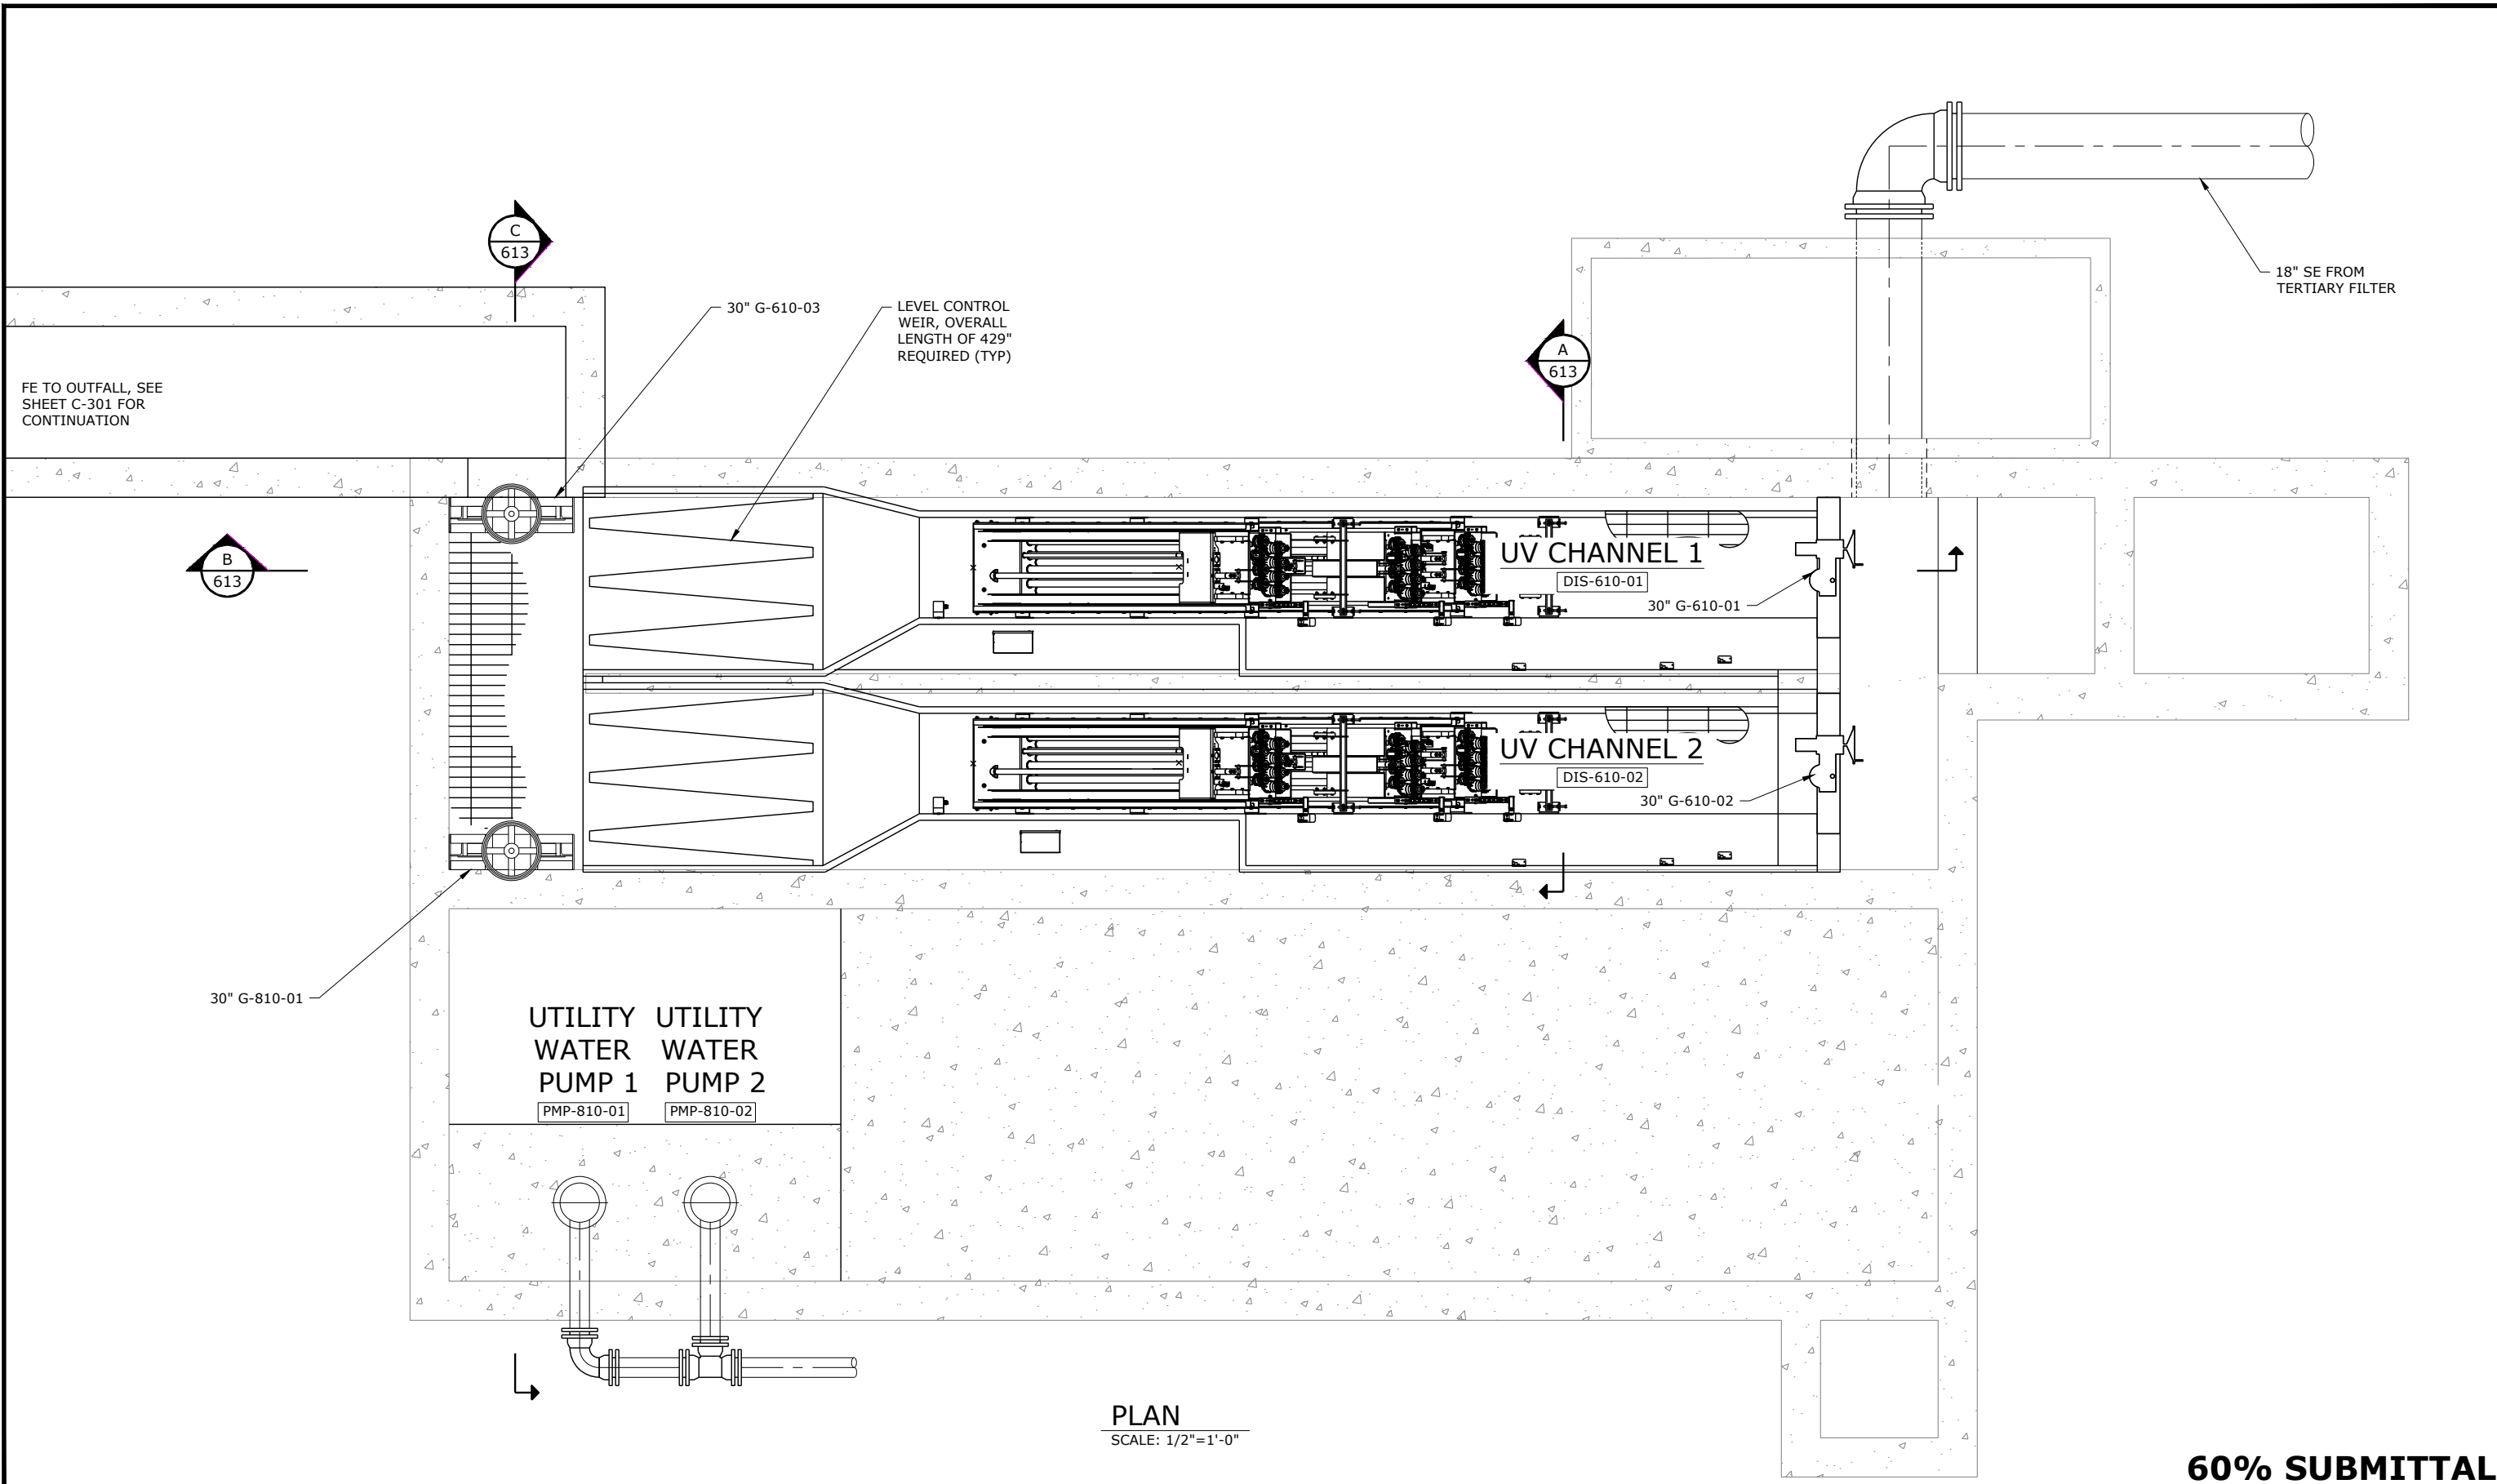 C
613
30" G-610-03
LEVEL CONTROL
WEIR, OVERALL
LENGTH OF 429"
REQUIRED (TYP)
A
613
18" SE FROM
TERTIARY FILTER
FE TO OUTFALL, SEE
SHEET C-301 FOR
CONTINUATION
B
613
UV CHANNEL 1
DIS-610-01
30" G-610-01
UV CHANNEL 2
DIS-610-02
30" G-610-02
30" G-810-01
UTILITY
WATER
PUMP 1
PMP-810-01
UTILITY
WATER
PUMP 2
PMP-810-02
PLAN
SCALE: 1/2"=1'-0"
60% SUBMITTAL